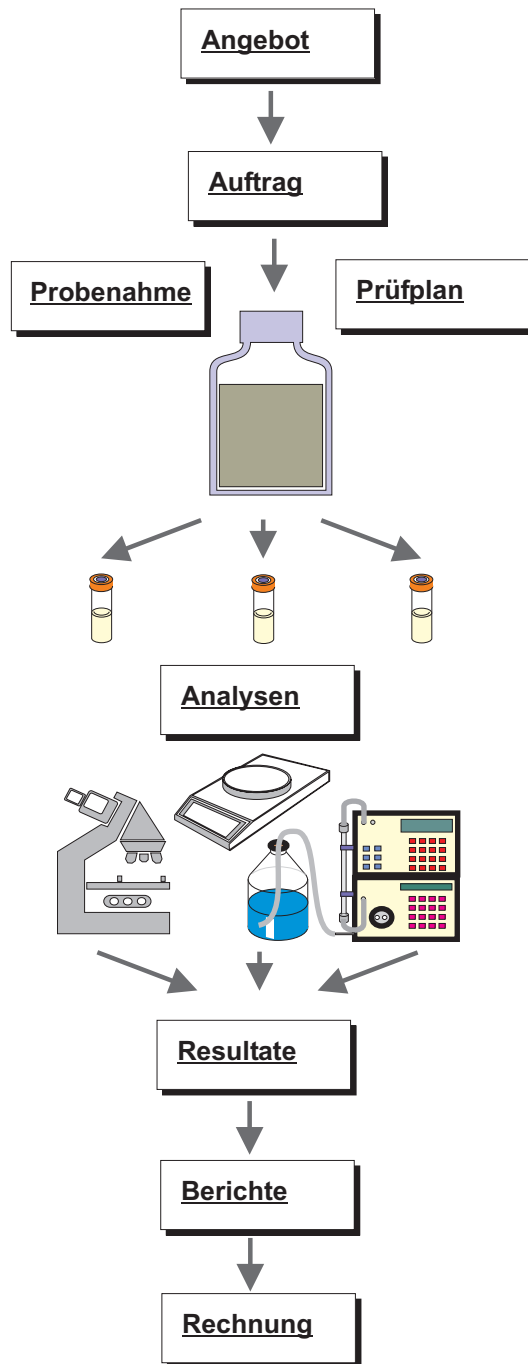 Angebot
Auftrag
Probenahme
Prüfplan
Analysen
Resultate
Berichte
Rechnung